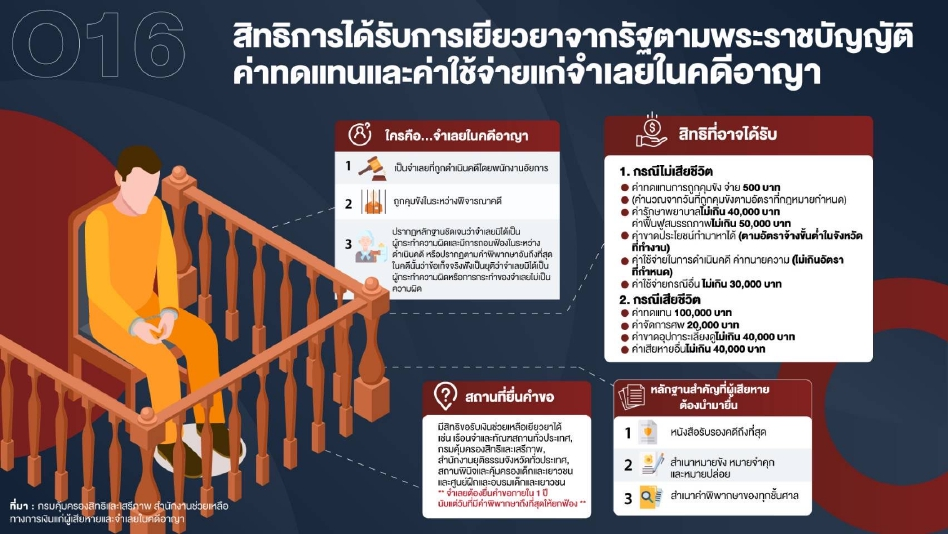 016
สิทธิการได้รับการเยียวยาจากรัฐตามพระราชบัญญัติ
ค่าทดแทนและค่าใช้จ่ายแก่จำเลยในคดีอาญา
ใครคือ...จำเลยในคดีอาญา
1 เป็นจำเลยที่ถูกดำเนินคดีโดยพนักงานอัยการ
2 ถูกคุมขังในระหว่างพิจารณาคดี
3 ปรากฏหลักฐานชัดเจนว่าจำเลยมิได้เป็น
ผู้กระทำความผิดและมีการถอนฟ้องในระหว่าง
ดำเนินคดี หรือปรากฏตามคำพิพากษาอันถึงที่สุด
ในคดีนั้นว่าข้อเท็จจริงฟังเป็นยุติว่าจำเลยมิได้เป็น
ผู้กระทำความผิดหรือการกระทำของจำเลยไม่เป็น
ความผิด
สิทธิที่อาจได้รับ
1. กรณีไม่เสียชีวิต
ค่าทดแทนการถูกคุมขัง จ่าย 500 บาท
(คำนวณจากวันที่ถูกคุมขังตามอัตราที่กฎหมายกำหนด)
ค่ารักษาพยาบาลไม่เกิน 40,000 บาท
ค่าฟื้นฟูสมรรถภาพไม่เกิน 50,000 บาท
ค่าขาดประโยชน์ทำมาหาได้ (ตามอัตราจ้างขั้นต่ำในจังหวัด
ที่ทำงาน)
ค่าใช้จ่ายในการดำเนินคดี ค่าทนายความ (ไม่เกินอัตรา
ที่กำหนด)
ค่าใช้จ่ายกรณีอื่น ไม่เกิน 30,000 บาท
2. กรณีเสียชีวิต
ค่าทดแทน 100,000 บาท
ค่าจัดการศพ 20,000 บาท
ค่าขาดอุปการะเลี้ยงดูไม่เกิน 40,000 บาท
ค่าเสียหายอื่นไม่เกิน 40,000 บาท
สถานที่ยื่นคำขอ
มีสิทธิขอรับเงินช่วยเหลือเยียวยาได้
เช่น เรือนจำและทัณฑสถานทั่วประเทศ,
กรมคุ้มครองสิทธิและเสรีภาพ,
สำนักงานยุติธรรมจังหวัดทั่วประเทศ,
สถานพินิจและคุ้มครองเด็กและเยาวชน
และศูนย์ฝึกและอบรมเด็กและเยาวชน
** จำเลยต้องยื่นคำขอภายใน 1 ปี
นับแต่วันที่มีคำพิพากษาถึงที่สุดให้ยกฟ้อง **
หลักฐานสำคัญที่ผู้เสียหาย
ต้องนำมายื่น
1 หนังสือรับรองคดีถึงที่สุด
2 สำเนาหมายขัง หมายจำคุก
และหมายปล่อย
3 สำเนาคำพิพากษาของทุกชั้นศาล
ที่มา : กรมคุ้มครองสิทธิและเสรีภาพ สำนักงานช่วยเหลือ
ทางการเงินแก่ผู้เสียหายและจำเลยในคดีอาญา